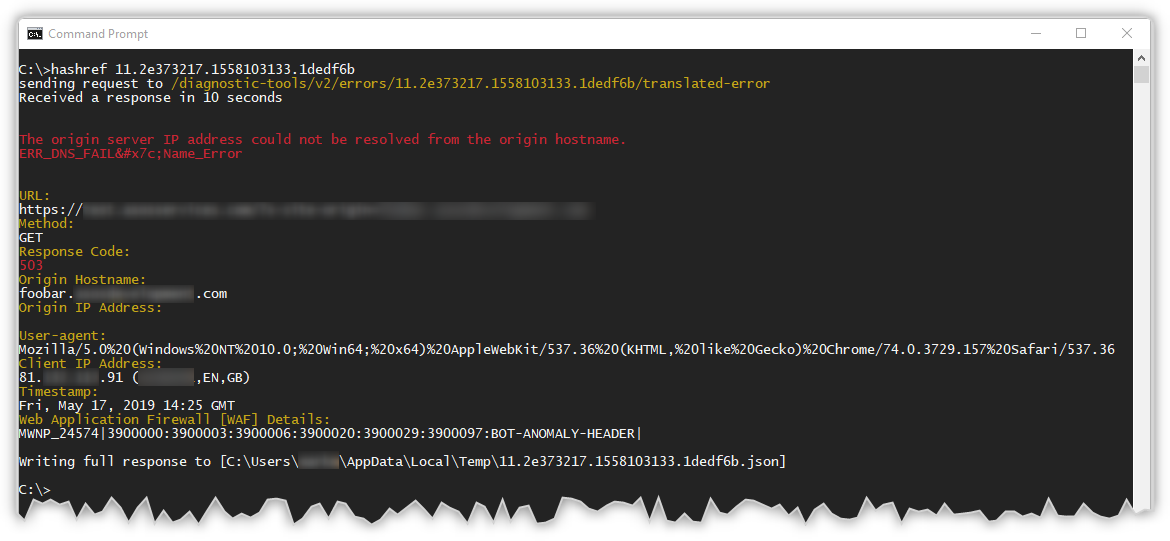 Command Prompt
C:\>hashref 11.2e373217.1558103133.1dedf6b
sending request to /diagnostic-tools/v2/errors/11.2e373217.1558103133.1dedf6b/translated-error
Received a response in 10 seconds
The origin server IP address could not be resolved from the origin hostname.
ERR_DNS_FAIL&#x7c;Name_Error
URL:
https://
Method:
GET
Response Code:
503
Origin Hostname:
foobar. .com
Origin IP Address:
User-agent:
Mozilla/5.0%20(Windows%20NT%2010.0;%20Win64;%20x64)%20AppleWebKit/537.36%20(KHTML,%20like%20Gecko)%20Chrome/74.0.3729.157%20Safari/537.36
Client IP Address:
81. .91 ( ,EN,GB)
Timestamp:
Fri, May 17, 2019 14:25 GMT
Web Application Firewall [WAF] Details:
MWNP_24574|3900000:3900003:3900006:3900020:3900029:3900097:BOT-ANOMALY-HEADER|
Writing full response to [C:\Users\ \AppData\Local\Temp\11.2e373217.1558103133.1dedf6b.json]
C:\>